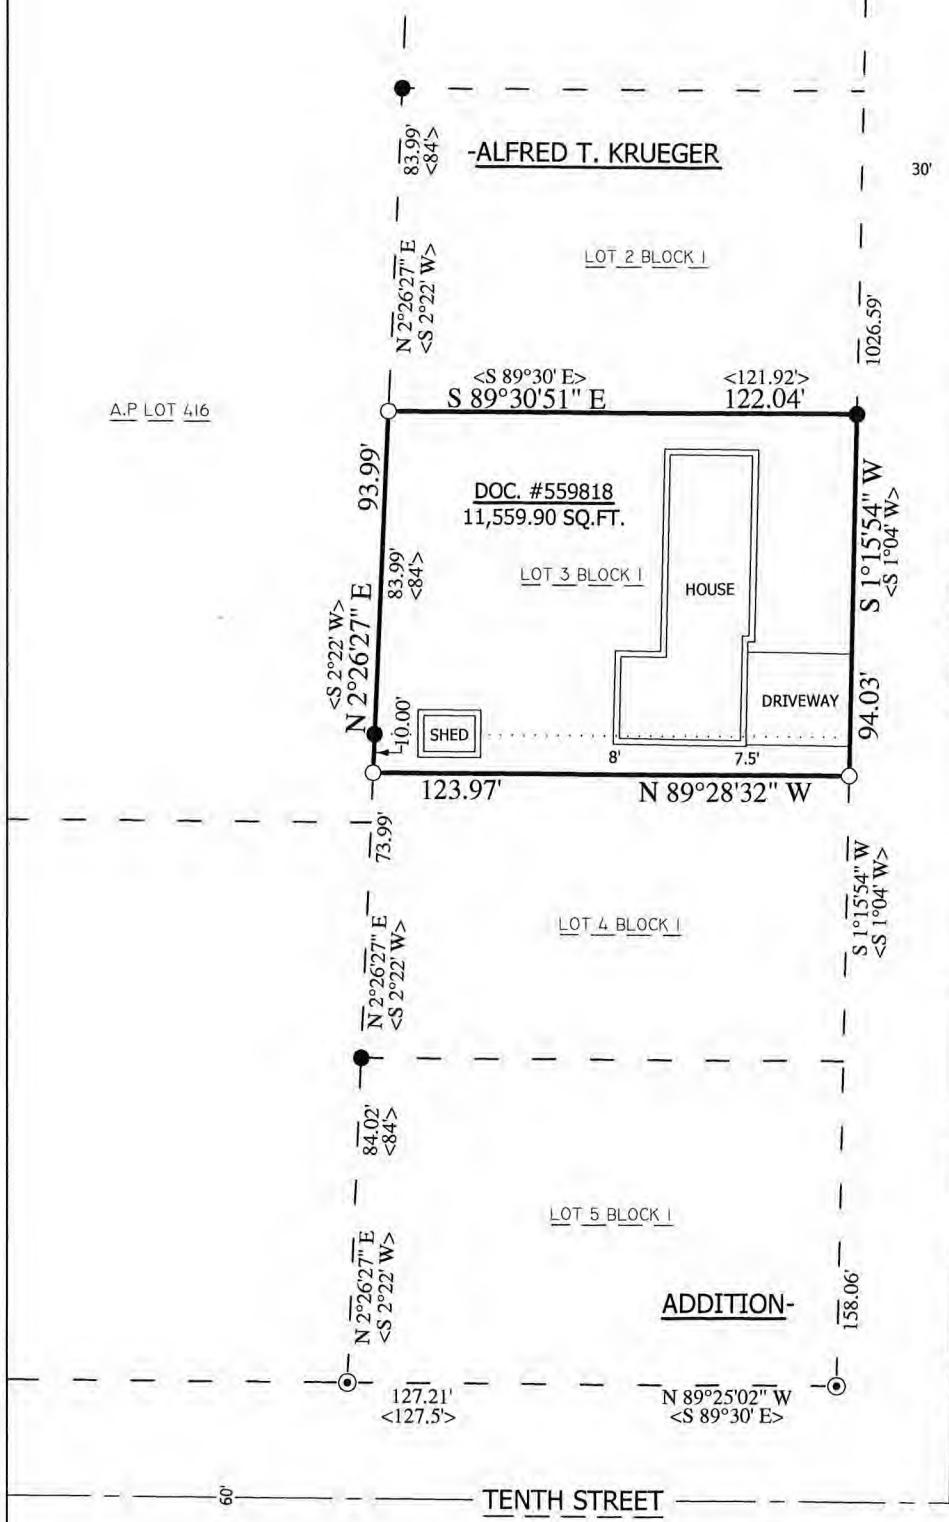 83.99'
<84'>
-ALFRED T. KRUEGER
30'
LOT 2 BLOCK 1
N 2°26'27" E
<S 2°22' W>
1026.59'
<S 89°30' E>
S 89°30'51" E
<121.92'>
122.04'
A.P LOT 416
93.99'
DOC. #559818
11,559.90 SQ.FT.
S 1°15'54" W
<S 1°04' W>
83.99'
<84'>
LOT 3 BLOCK 1
HOUSE
<S 2°22' W>
N 2°26'27" E
DRIVEWAY
94.03'
10.00'
SHED
8'
7.5'
123.97'
N 89°28'32" W
73.99'
S 1°15'54" W
<S 1°04' W>
LOT 4 BLOCK 1
N 2°26'27" E
<S 2°22' W>
84.02'
<84'>
LOT 5 BLOCK 1
N 2°26'27" E
<S 2°22' W>
ADDITION-
158.06'
127.21'
<127.5'>
N 89°25'02" W
<S 89°30' E>
60'
TENTH STREET